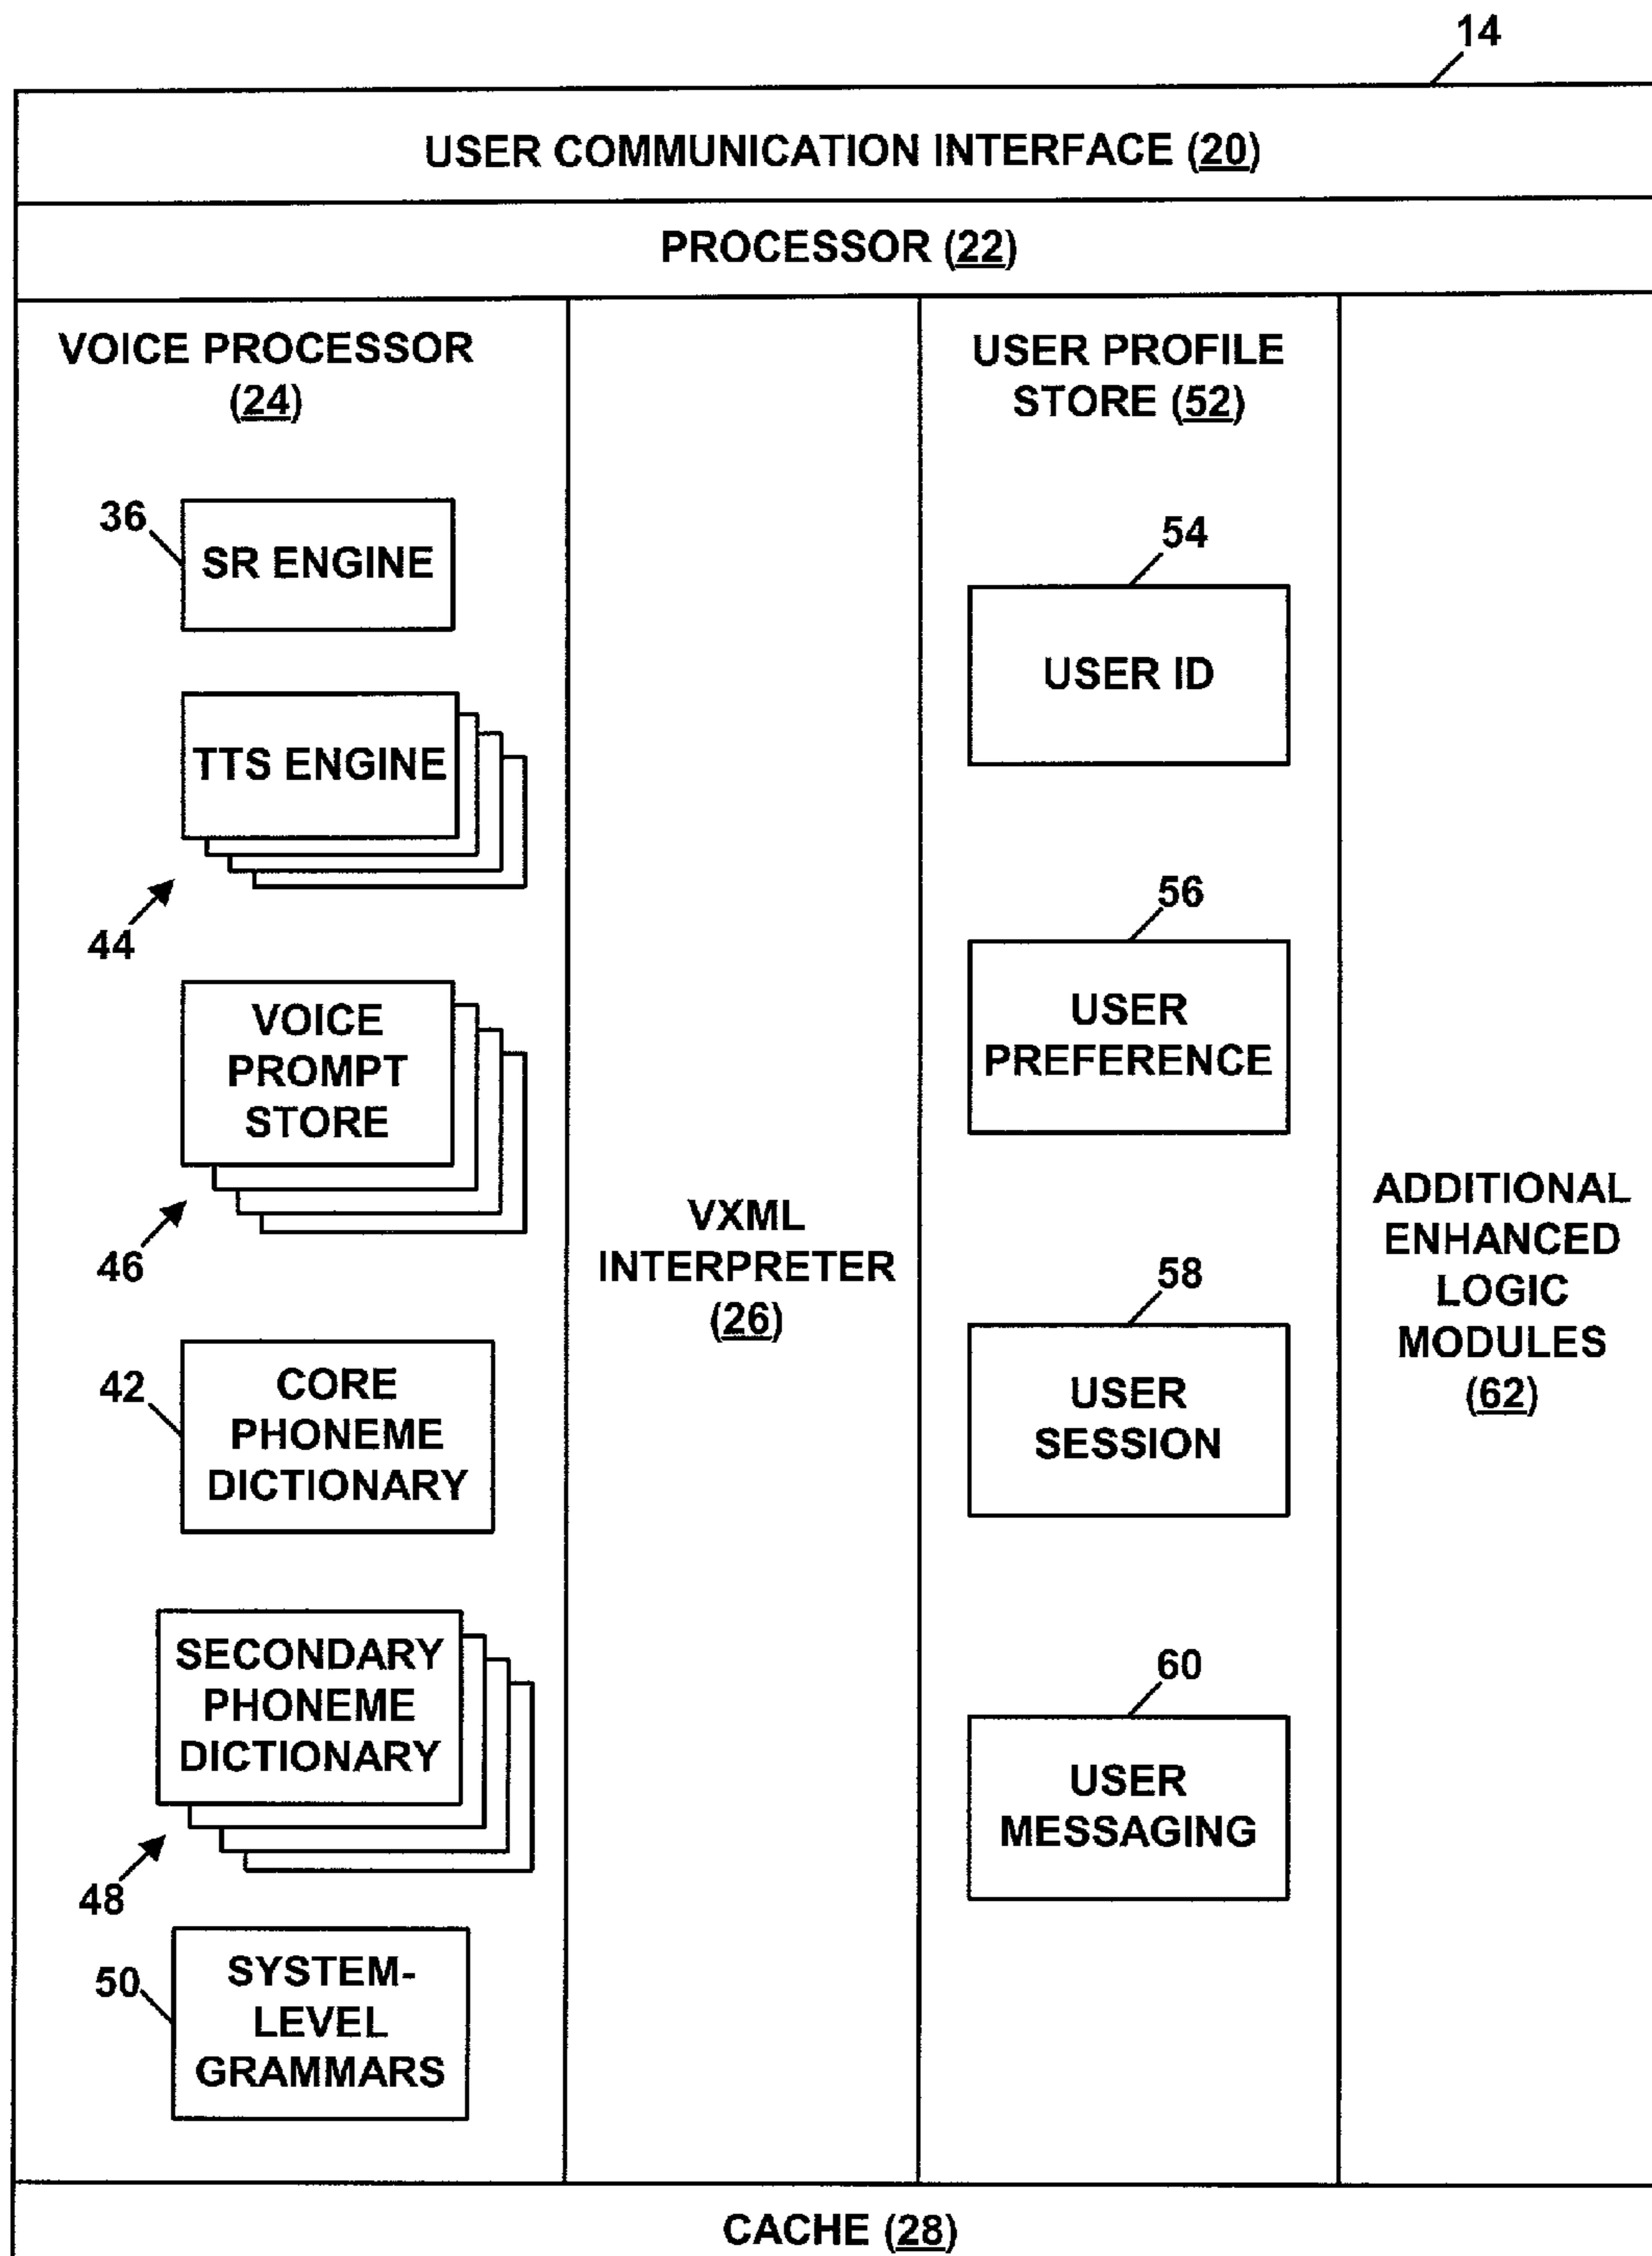 14
USER COMMUNICATION INTERFACE (20)
PROCESSOR (22)
VOICE PROCESSOR
(24)
36
SR ENGINE
TTS ENGINE
44
VOICE
PROMPT
STORE
46
42
CORE
PHONEME
DICTIONARY
SECONDARY
PHONEME
DICTIONARY
48
50
SYSTEM-
LEVEL
GRAMMARS
VXML
INTERPRETER
(26)
USER PROFILE
STORE (52)
54
USER ID
56
USER
PREFERENCE
58
USER
SESSION
60
USER
MESSAGING
ADDITIONAL
ENHANCED
LOGIC
MODULES
(62)
CACHE (28)